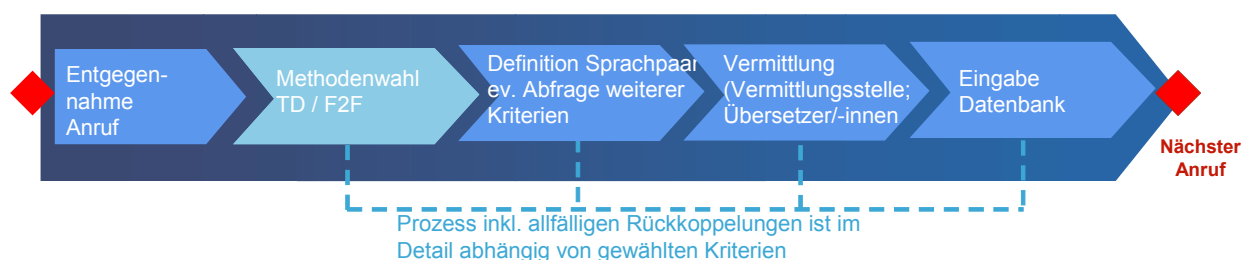 Entgegen-
nahme
Anruf
Methodenwahl
TD / F2F
Definition Sprachpaar
ev. Abfrage weiterer
Kriterien
Vermittlung
(Vermittlungsstelle;
Übersetzer/-innen
Eingabe
Datenbank
Nächster
Anruf
Prozess inkl. allfälligen Rückkoppelungen ist im
Detail abhängig von gewählten Kriterien